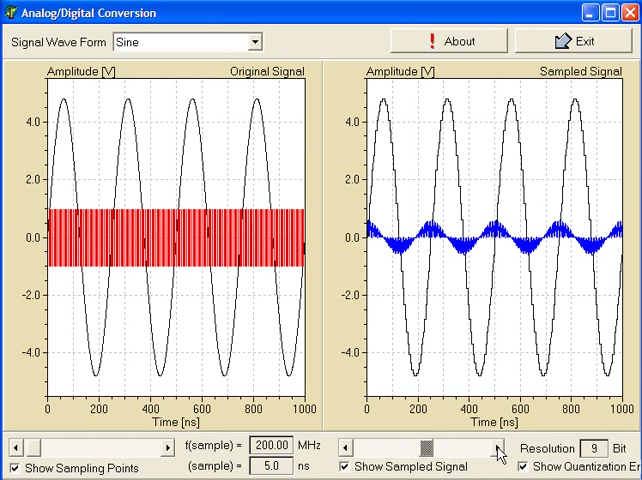 Analog/Digital Conversion
Signal Wave Form Sine About Exit
Amplitude [V] Original Signal
4.0
2.0
0.0
-2.0
-4.0
0 200 400 600 800 1000
Time [ns]
Amplitude [V] Sampled Signal
4.0
2.0
0.0
-2.0
-4.0
0 200 400 600 800 1000
Time [ns]
f(sample) = 200.00 MHz
Resolution 9 Bit
Show Sampling Points (sample) = 5.0 ns
Show Sampled Signal Show Quantization Er